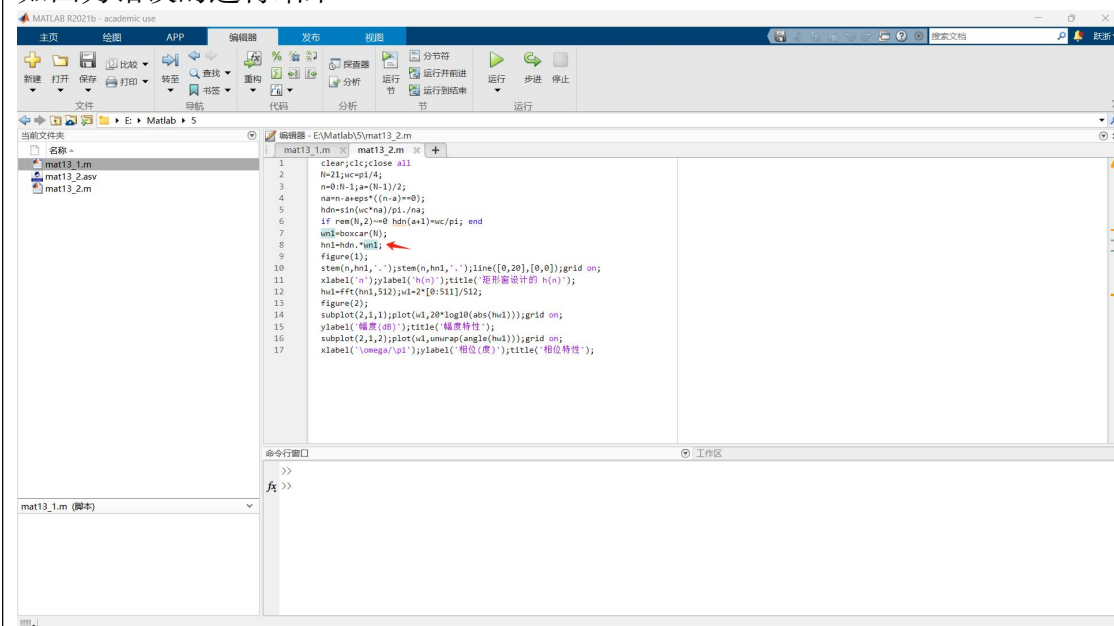 MATLAB R2021b - academic use
主页 绘图 APP 编辑器 发布 视图
搜索文档
新建 打开 保存 比较 打印 转至 查找 书签 重构 探查器 分析 运行节 分节符 运行并前进 运行到结束 运行 步进 停止
文件 导航 代码 分析 节 运行
E: Matlab 5
当前文件夹
名称
mat13_1.m
mat13_2.asv
mat13_2.m
编辑器 - E:\Matlab\5\mat13_2.m
mat13_1.m mat13_2.m
1 clear;clc;close all
2 N=21;wc=pi/4;
3 n=0:N-1;a=(N-1)/2;
4 na=n-a+eps*((n-a)==0);
5 hdn=sin(wc*na)/pi./na;
6 if rem(N,2)~=0 hdn(a+1)=wc/pi; end
7 wn1=boxcar(N);
8 hn1=hdn.*wn1;
9 figure(1);
10 stem(n,hn1,'.');stem(n,hn1,'.');line([0,20],[0,0]);grid on;
11 xlabel('n');ylabel('h(n)');title('矩形窗设计的 h(n)');
12 hw1=fft(hn1,512);w1=2*[0:511]/512;
13 figure(2);
14 subplot(2,1,1);plot(w1,20*log10(abs(hw1)));grid on;
15 ylabel('幅度(dB)');title('幅度特性');
16 subplot(2,1,2);plot(w1,unwrap(angle(hw1)));grid on;
17 xlabel('\omega/\pi');ylabel('相位(度)');title('相位特性');
命令行窗口
工作区
>>
fx >>
mat13_1.m (脚本)